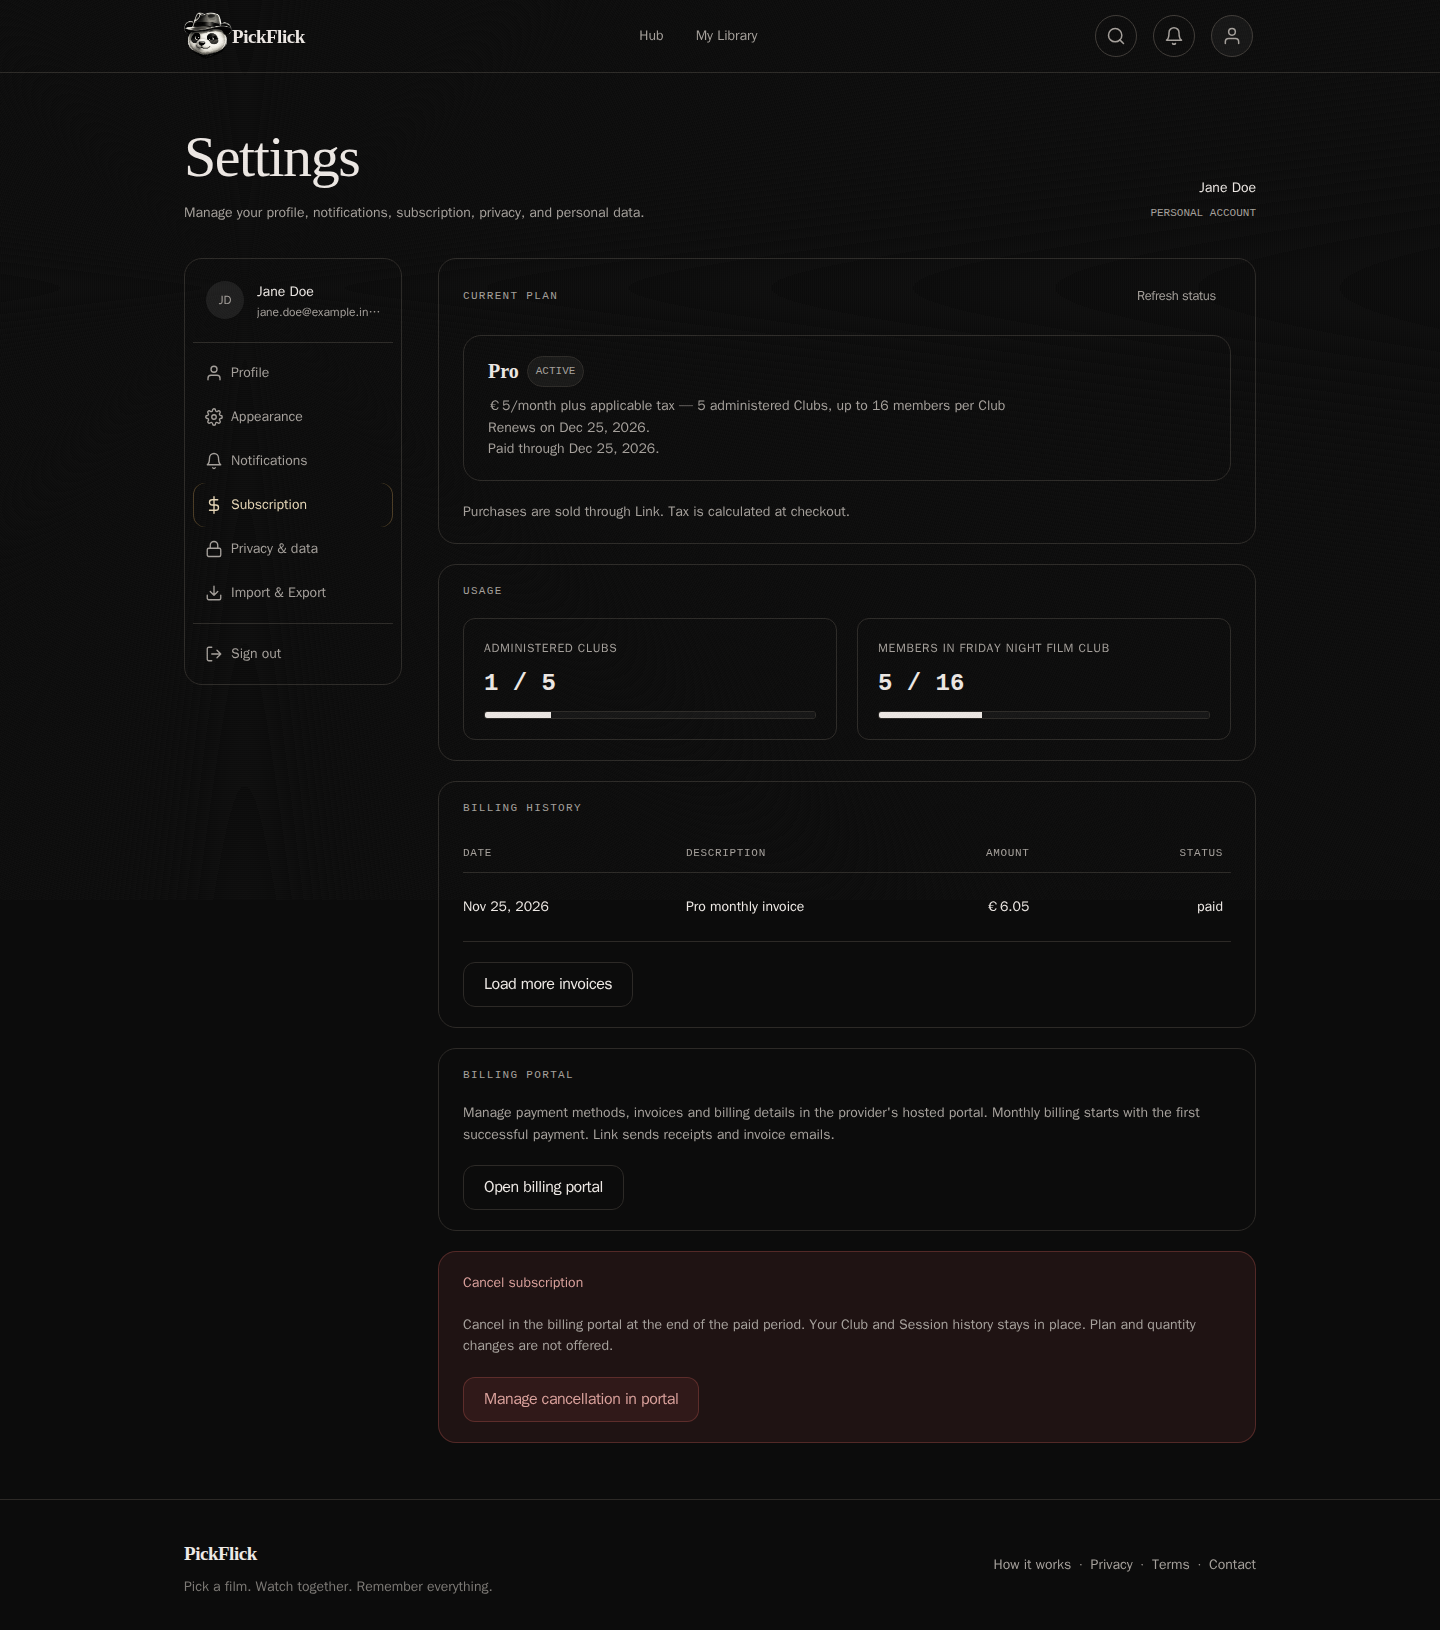 PickFlick
Hub
My Library
Settings
Manage your profile, notifications, subscription, privacy, and personal data.
Jane Doe
PERSONAL ACCOUNT
JD
Jane Doe
jane.doe@example.in···
Profile
Appearance
Notifications
Subscription
Privacy & data
Import & Export
Sign out
CURRENT PLAN
Refresh status
Pro
ACTIVE
€5/month plus applicable tax — 5 administered Clubs, up to 16 members per Club
Renews on Dec 25, 2026.
Paid through Dec 25, 2026.
Purchases are sold through Link. Tax is calculated at checkout.
USAGE
ADMINISTERED CLUBS
1 / 5
MEMBERS IN FRIDAY NIGHT FILM CLUB
5 / 16
BILLING HISTORY
DATE DESCRIPTION AMOUNT STATUS
Nov 25, 2026 Pro monthly invoice €6.05 paid
Load more invoices
BILLING PORTAL
Manage payment methods, invoices and billing details in the provider's hosted portal. Monthly billing starts with the first
successful payment. Link sends receipts and invoice emails.
Open billing portal
Cancel subscription
Cancel in the billing portal at the end of the paid period. Your Club and Session history stays in place. Plan and quantity
changes are not offered.
Manage cancellation in portal
PickFlick
Pick a film. Watch together. Remember everything.
How it works · Privacy · Terms · Contact